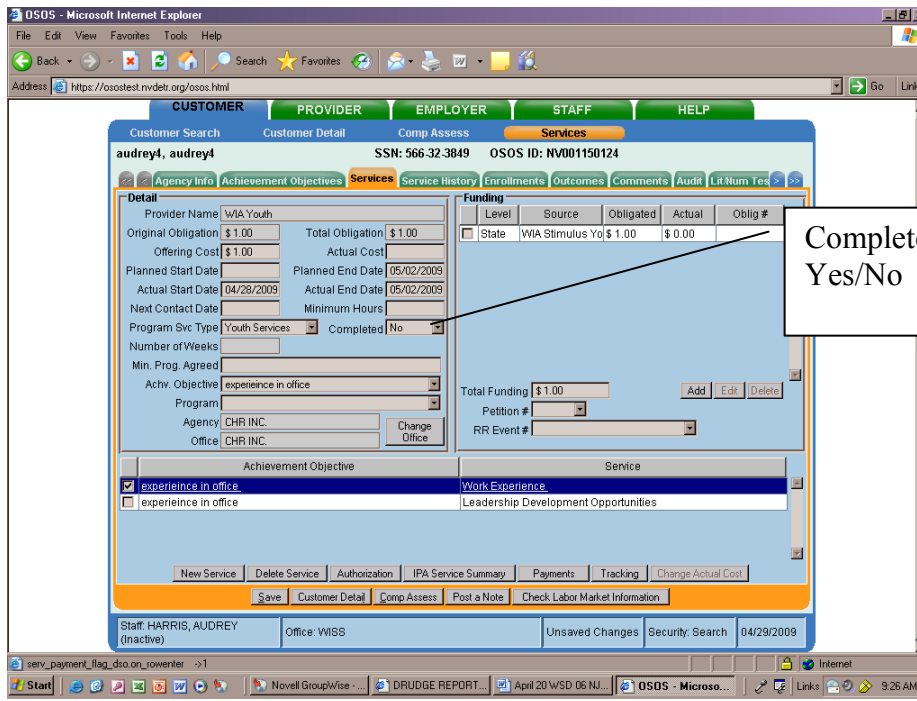 OSOS - Microsoft Internet Explorer
File Edit View Favorites Tools Help
Back Search Favorites
Address https://osostest.nvdetr.org/osos.html Go Link
CUSTOMER PROVIDER EMPLOYER STAFF HELP
Customer Search Customer Detail Comp Assess Services
audrey4, audrey4 SSN: 566-32-3849 OSOS ID: NV001150124
Agency Info Achievement Objectives Services Service History Enrollments Outcomes Comments Audit Lit/Num Tes
Detail
Provider Name WIA Youth
Original Obligation $ 1.00 Total Obligation $ 1.00
Offering Cost $ 1.00 Actual Cost
Planned Start Date Planned End Date 05/02/2009
Actual Start Date 04/28/2009 Actual End Date 05/02/2009
Next Contact Date Minimum Hours
Program Svc Type Youth Services Completed No
Number of Weeks
Min. Prog. Agreed
Achv. Objective experieince in office
Program
Agency CHR INC.
Office CHR INC.
Change Office
Funding
Level Source Obligated Actual Oblig #
State WIA Stimulus Yo $ 1.00 $ 0.00
Complete
Yes/No
Total Funding $ 1.00 Add Edit Delete
Petition #
RR Event #
Achievement Objective Service
experieince in office Work Experience
experieince in office Leadership Development Opportunities
New Service Delete Service Authorization IPA Service Summary Payments Tracking Change Actual Cost
Save Customer Detail Comp Assess Post a Note Check Labor Market Information
Staff: HARRIS, AUDREY
(Inactive)
Office: WISS Unsaved Changes Security: Search 04/29/2009
serv_payment_flag_dso.on_rowenter ->1 Internet
Start Novell GroupWise - ... DRUDGE REPORT... April 20 WSD 06 NJ... OSOS - Microso... Links 9:26 AM